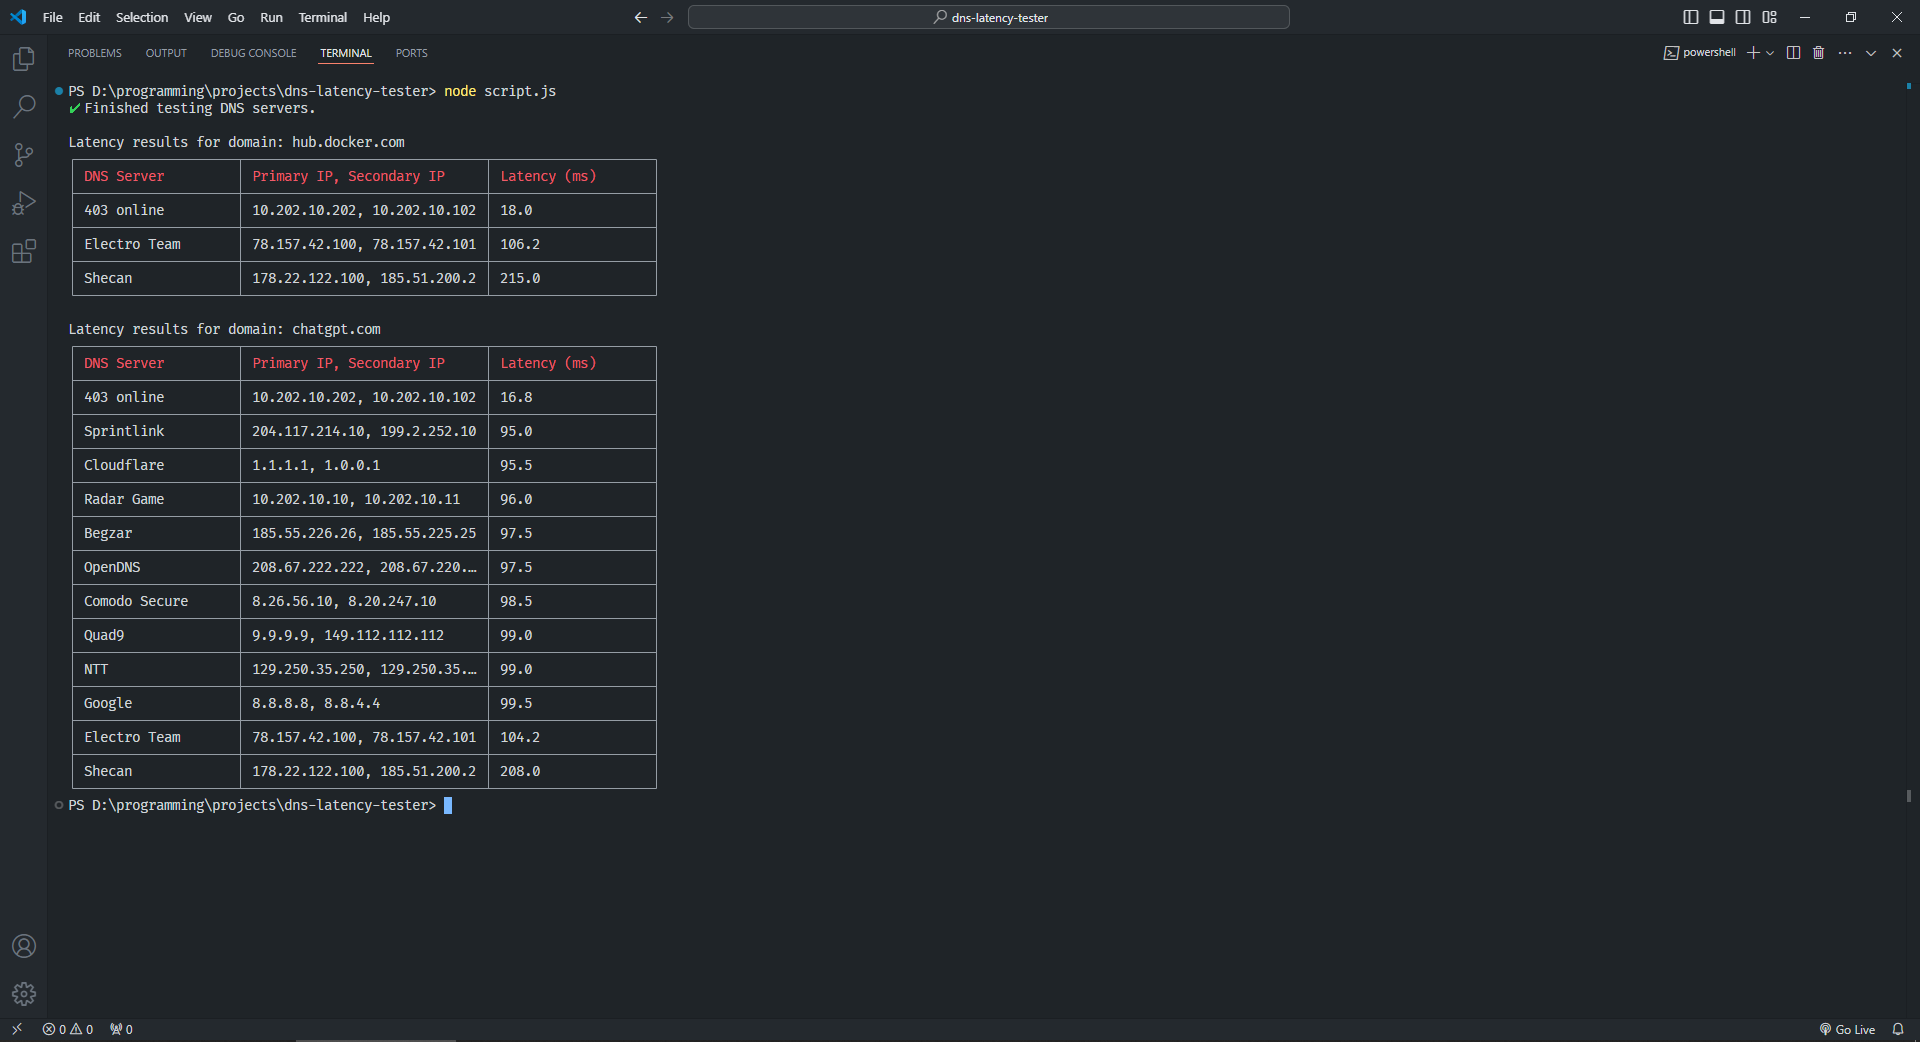 File Edit Selection View Go Run Terminal Help
dns-latency-tester
PROBLEMS OUTPUT DEBUG CONSOLE TERMINAL PORTS
powershell
PS D:\programming\projects\dns-latency-tester> node script.js
✔ Finished testing DNS servers.
Latency results for domain: hub.docker.com
DNS Server Primary IP, Secondary IP Latency (ms)
403 online 10.202.10.202, 10.202.10.102 18.0
Electro Team 78.157.42.100, 78.157.42.101 106.2
Shecan 178.22.122.100, 185.51.200.2 215.0
Latency results for domain: chatgpt.com
DNS Server Primary IP, Secondary IP Latency (ms)
403 online 10.202.10.202, 10.202.10.102 16.8
Sprintlink 204.117.214.10, 199.2.252.10 95.0
Cloudflare 1.1.1.1, 1.0.0.1 95.5
Radar Game 10.202.10.10, 10.202.10.11 96.0
Begzar 185.55.226.26, 185.55.225.25 97.5
OpenDNS 208.67.222.222, 208.67.220.… 97.5
Comodo Secure 8.26.56.10, 8.20.247.10 98.5
Quad9 9.9.9.9, 149.112.112.112 99.0
NTT 129.250.35.250, 129.250.35.… 99.0
Google 8.8.8.8, 8.8.4.4 99.5
Electro Team 78.157.42.100, 78.157.42.101 104.2
Shecan 178.22.122.100, 185.51.200.2 208.0
PS D:\programming\projects\dns-latency-tester>
0 0 0 Go Live